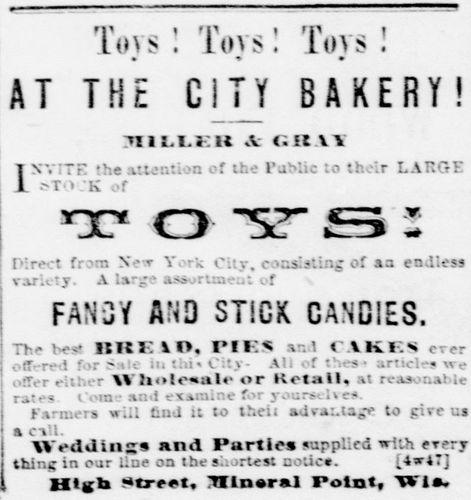 Toys! Toys! Toys!
AT THE CITY BAKERY!
MILLER & GRAY
INVITE the attention of the Public to their LARGE
STOCK of
TOYS!
Direct from New York City, consisting of an endless
variety. A large assortment of
FANCY AND STICK CANDIES.
The best BREAD, PIES and CAKES ever
offered for Sale in this City. All of these articles we
offer either Wholesale or Retail, at reasonable
rates. Come and examine for yourselves.
Farmers will find it to their advantage to give us
a call.
Weddings and Parties supplied with every
thing in our line on the shortest notice. [4w47]
High Street, Mineral Point, Wis.